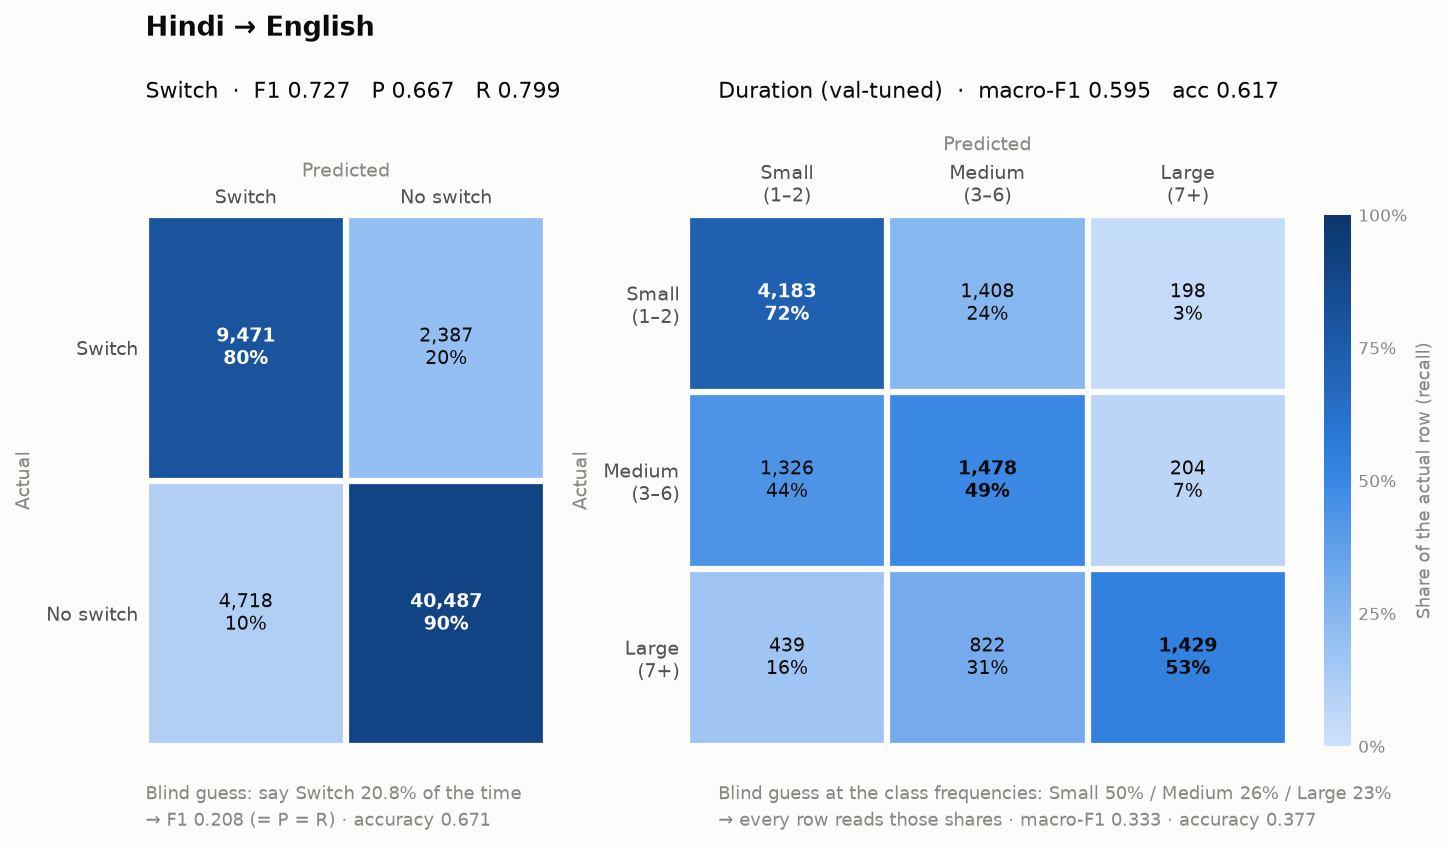 Hindi → English
Switch · F1 0.727 P 0.667 R 0.799
Predicted
Switch No switch
Actual
Switch
9,471 2,387
80% 20%
No switch
4,718 40,487
10% 90%
Blind guess: say Switch 20.8% of the time
→ F1 0.208 (= P = R) · accuracy 0.671
Duration (val-tuned) · macro-F1 0.595 acc 0.617
Predicted
Small Medium Large
(1–2) (3–6) (7+)
Actual
Small
(1–2)
4,183 1,408 198
72% 24% 3%
Medium
(3–6)
1,326 1,478 204
44% 49% 7%
Large
(7+)
439 822 1,429
16% 31% 53%
Blind guess at the class frequencies: Small 50% / Medium 26% / Large 23%
→ every row reads those shares · macro-F1 0.333 · accuracy 0.377
100%
75%
50%
25%
0%
Share of the actual row (recall)